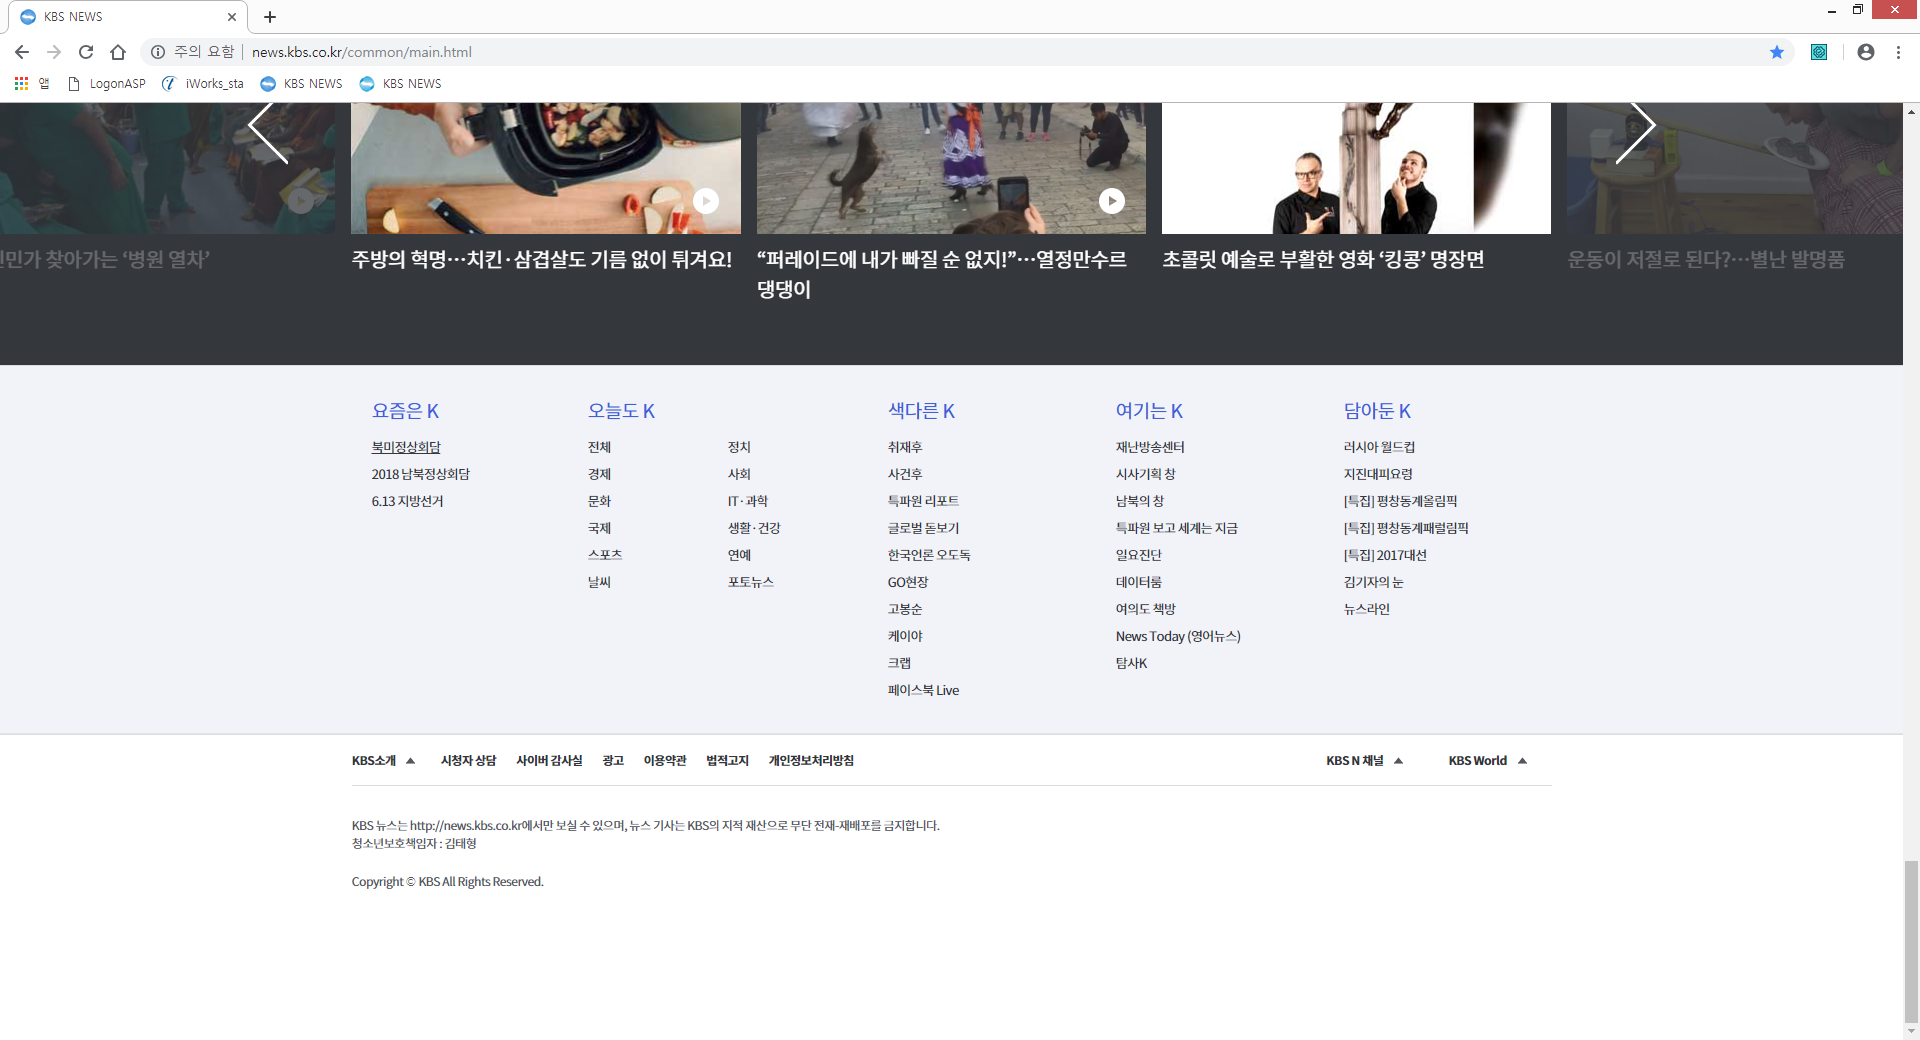 KBS NEWS
주의 요함 news.kbs.co.kr/common/main.html
앱 LogonASP iWorks_sta KBS NEWS KBS NEWS
민가 찾아가는 ‘병원 열차’
주방의 혁명…치킨·삼겹살도 기름 없이 튀겨요!
“퍼레이드에 내가 빠질 순 없지!”…열정만수르
댕댕이
초콜릿 예술로 부활한 영화 ‘킹콩’ 명장면
운동이 저절로 된다?…별난 발명품
요즘은 K
북미정상회담
2018 남북정상회담
6.13 지방선거
오늘도 K
전체 정치
경제 사회
문화 IT·과학
국제 생활·건강
스포츠 연예
날씨 포토뉴스
색다른 K
취재후
사건후
특파원 리포트
글로벌 돋보기
한국언론 오도독
GO현장
고봉순
케이야
크랩
페이스북 Live
여기는 K
재난방송센터
시사기획 창
남북의 창
특파원 보고 세계는 지금
일요진단
데이터룸
여의도 책방
News Today (영어뉴스)
탐사K
담아둔 K
러시아 월드컵
지진대피요령
[특집] 평창동계올림픽
[특집] 평창동계패럴림픽
[특집] 2017대선
김기자의 눈
뉴스라인
KBS소개 시청자 상담 사이버 감사실 광고 이용약관 법적고지 개인정보처리방침 KBS N 채널 KBS World
KBS 뉴스는 http://news.kbs.co.kr에서만 보실 수 있으며, 뉴스 기사는 KBS의 지적 재산으로 무단 전재-재배포를 금지합니다.
청소년보호책임자 : 김태형
Copyright © KBS All Rights Reserved.